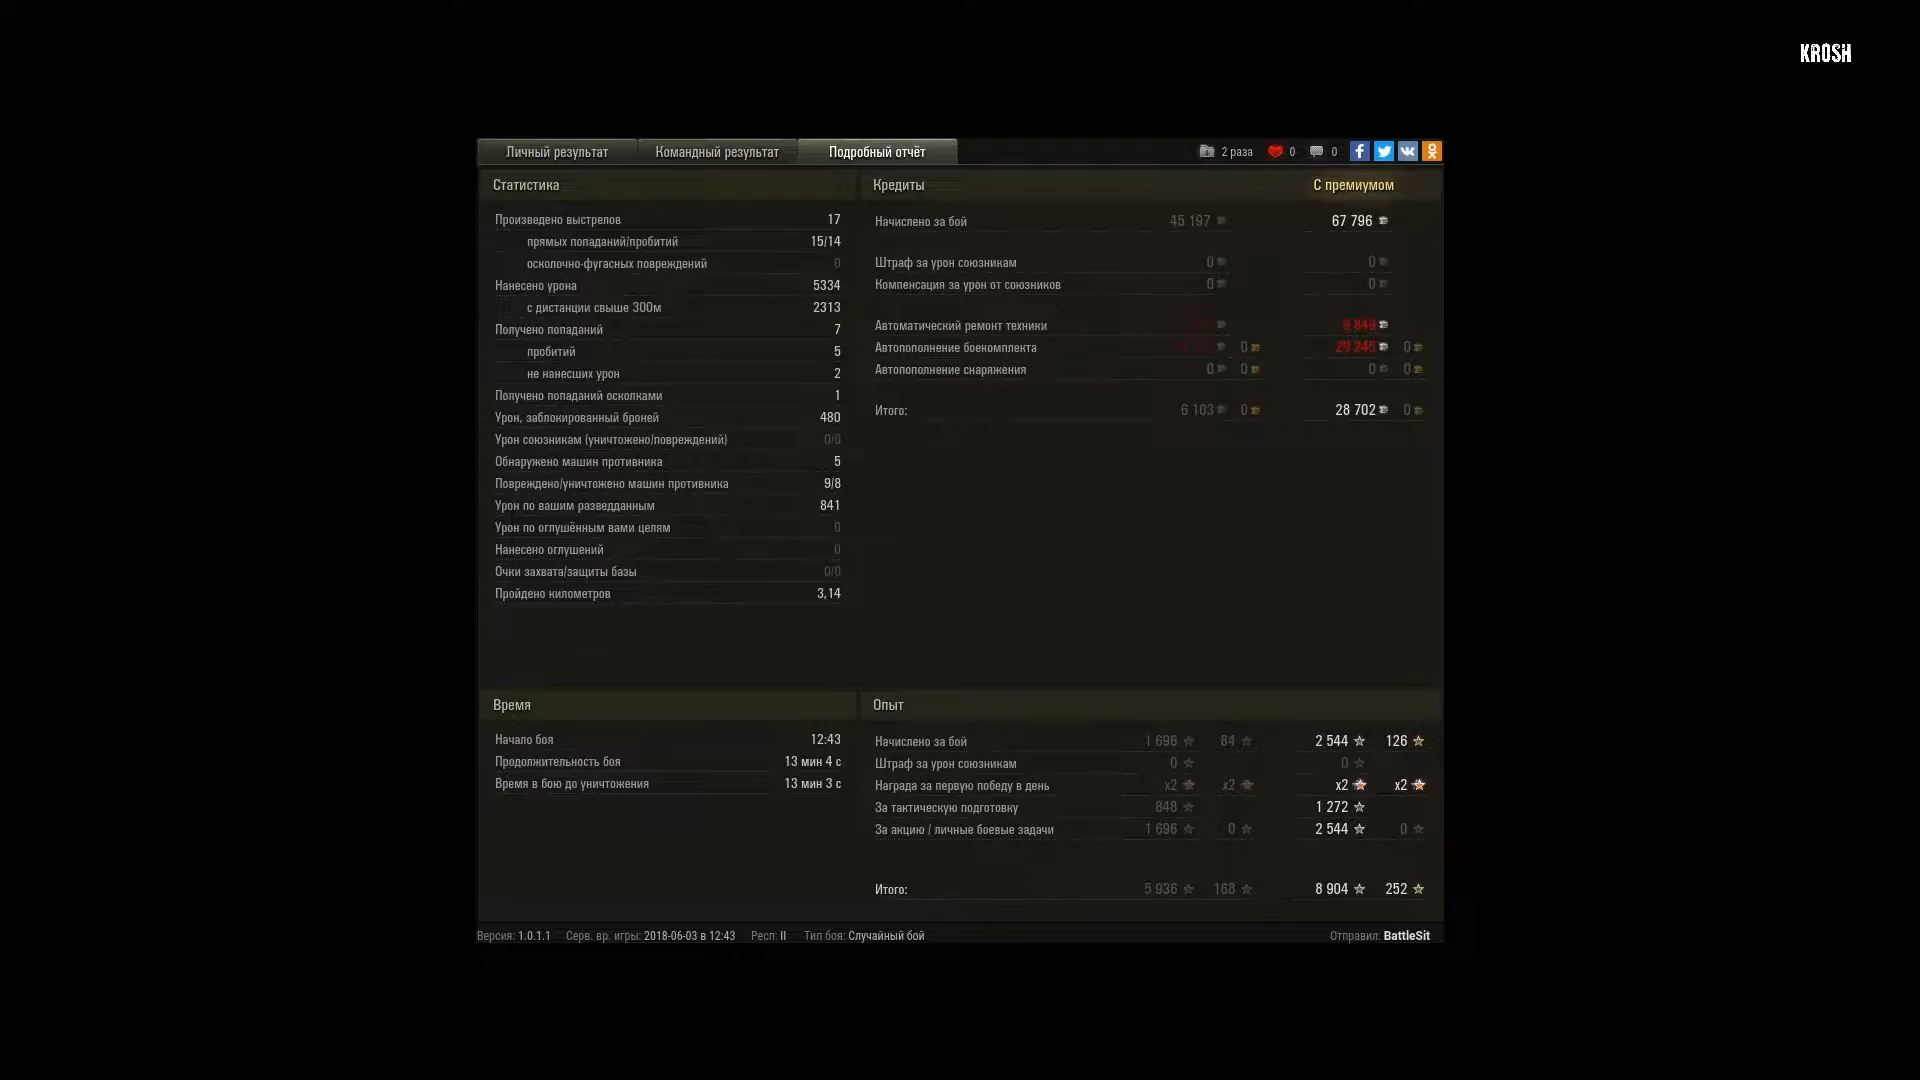 KROSH
Личный результат Командный результат Подробный отчёт 2 раза 0 0
Статистика
Произведено выстрелов 17
прямых попаданий/пробитий 15/14
осколочно-фугасных повреждений 0
Нанесено урона 5334
с дистанции свыше 300м 2313
Получено попаданий 7
пробитий 5
не нанесших урон 2
Получено попаданий осколками 1
Урон, заблокированный броней 480
Урон союзникам (уничтожено/повреждений) 0/0
Обнаружено машин противника 5
Повреждено/уничтожено машин противника 9/8
Урон по вашим разведданным 841
Урон по оглушённым вами целям 0
Нанесено оглушений 0
Очки захвата/защиты базы 0/0
Пройдено километров 3,14
Кредиты С премиумом
Начислено за бой 45 197 67 796
Штраф за урон союзникам 0 0
Компенсация за урон от союзников 0 0
Автоматический ремонт техники 9 849
Автопополнение боекомплекта 0 29 245 0
Автопополнение снаряжения 0 0 0 0
Итого: 6 103 0 28 702 0
Время
Начало боя 12:43
Продолжительность боя 13 мин 4 с
Время в бою до уничтожения 13 мин 3 с
Опыт
Начислено за бой 1 696 84 2 544 126
Штраф за урон союзникам 0 0
Награда за первую победу в день x2 x2 x2 x2
За тактическую подготовку 848 1 272
За акцию / личные боевые задачи 1 696 0 2 544 0
Итого: 5 936 168 8 904 252
Версия: 1.0.1.1 Серв. вр. игры: 2018-06-03 в 12:43 Респ: II Тип боя: Случайный бой Отправил: BattleSit